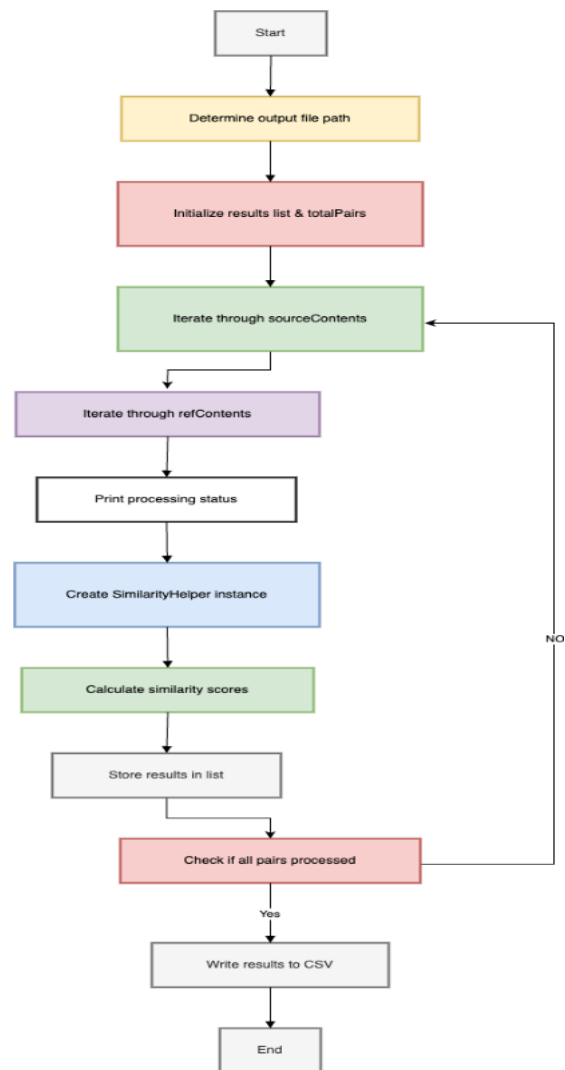 Start
Determine output file path
Initialize results list & totalPairs
Iterate through sourceContents
Iterate through refContents
Print processing status
Create SimilarityHelper instance
Calculate similarity scores
Store results in list
Check if all pairs processed
NO
Yes
Write results to CSV
End